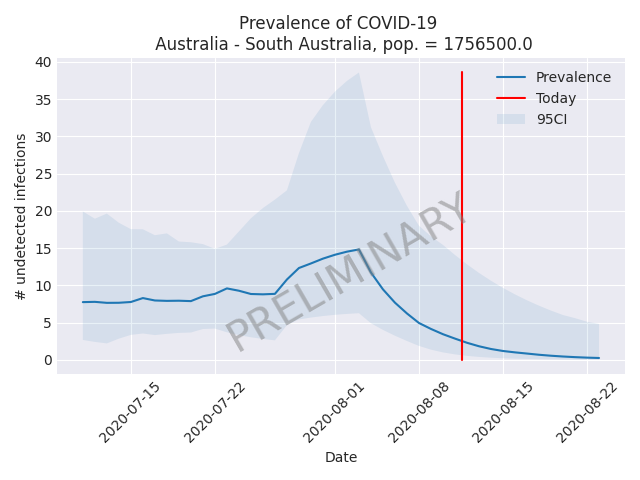 Prevalence of COVID-19
Australia - South Australia, pop. = 1756500.0
# undetected infections
40
35
30
25
20
15
10
5
0
Prevalence
Today
95CI
PRELIMINARY
2020-07-15
2020-07-22
2020-08-01
2020-08-08
2020-08-15
2020-08-22
Date